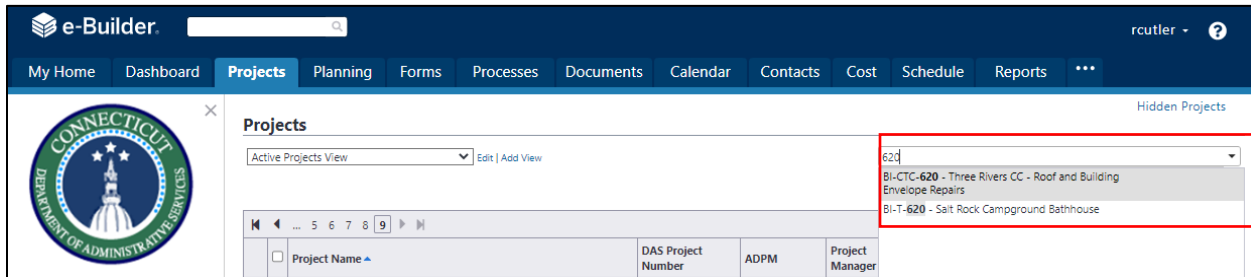 e-Builder.
rcutler
?
My Home Dashboard Projects Planning Forms Processes Documents Calendar Contacts Cost Schedule Reports •••
Hidden Projects
CONNECTICUT
DEPARTMENT OF ADMINISTRATIVE SERVICES
Projects
Active Projects View
Edit | Add View
620
BI-CTC-620 - Three Rivers CC - Roof and Building
Envelope Repairs
BI-T-620 - Salt Rock Campground Bathhouse
... 5 6 7 8 9
Project Name
DAS Project
Number
ADPM
Project
Manager